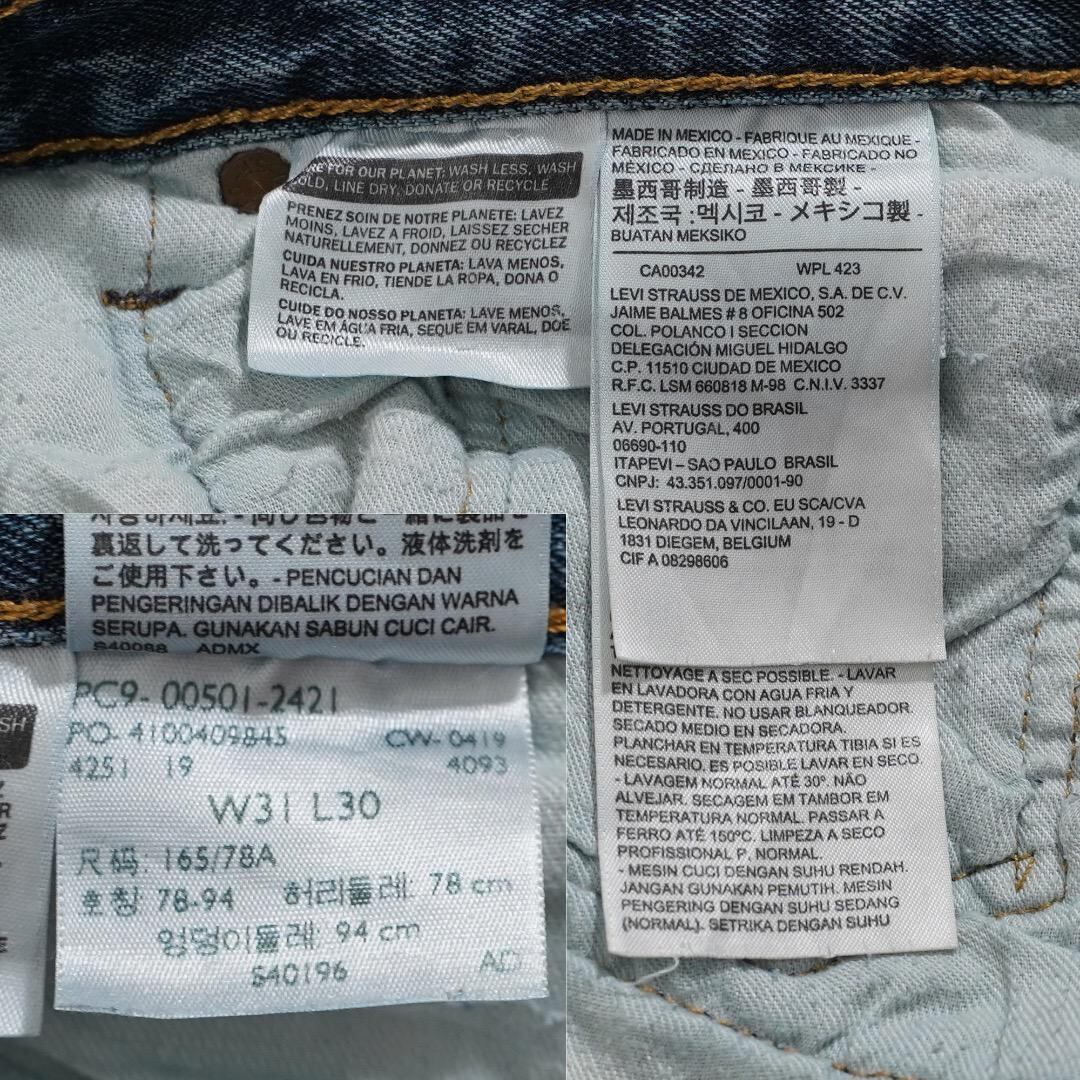 RE FOR OUR PLANET: WASH LESS, WASH
OLD, LINE DRY, DONATE OR RECYCLE
PRENEZ SOIN DE NOTRE PLANETE: LAVEZ
MOINS, LAVEZ A FROID, LAISSEZ SECHER
NATURELLEMENT, DONNEZ OU RECYCLEZ
CUIDA NUESTRO PLANETA: LAVA MENOS,
LAVA EN FRIO, TIENDE LA ROPA, DONA O
RECICLA.
CUIDE DO NOSSO PLANETA: LAVE MENOS,
LAVE EM ÁGUA FRIA, SEQUE EM VARAL, DOE
OU RECICLE.
MADE IN MEXICO - FABRIQUE AU MEXIQUE -
FABRICADO EN MEXICO - FABRICADO NO
MÉXICO - СДЕЛАНО В МЕКСИКЕ -
墨西哥制造 - 墨西哥製 -
제조국 :멕시코 - メキシコ製 -
BUATAN MEKSIKO
CA00342 WPL 423
LEVI STRAUSS DE MEXICO, S.A. DE C.V.
JAIME BALMES # 8 OFICINA 502
COL. POLANCO I SECCION
DELEGACIÓN MIGUEL HIDALGO
C.P. 11510 CIUDAD DE MEXICO
R.F.C. LSM 660818 M-98 C.N.I.V. 3337
LEVI STRAUSS DO BRASIL
AV. PORTUGAL, 400
06690-110
ITAPEVI – SAO PAULO BRASIL
CNPJ: 43.351.097/0001-90
LEVI STRAUSS & CO. EU SCA/CVA
LEONARDO DA VINCILAAN, 19 - D
1831 DIEGEM, BELGIUM
CIF A 08298606
NETTOYAGE A SEC POSSIBLE. - LAVAR
EN LAVADORA CON AGUA FRIA Y
DETERGENTE. NO USAR BLANQUEADOR.
SECADO MEDIO EN SECADORA.
PLANCHAR EN TEMPERATURA TIBIA SI ES
NECESARIO. ES POSIBLE LAVAR EN SECO.
- LAVAGEM NORMAL ATÉ 30º. NÃO
ALVEJAR. SECAGEM EM TAMBOR EM
TEMPERATURA NORMAL. PASSAR A
FERRO ATÉ 150ºC. LIMPEZA A SECO
PROFISSIONAL P, NORMAL.
- MESIN CUCI DENGAN SUHU RENDAH.
JANGAN GUNAKAN PEMUTIH. MESIN
PENGERING DENGAN SUHU SEDANG
(NORMAL). SETRIKA DENGAN SUHU
裏返して洗ってください。液体洗剤を
ご使用下さい。- PENCUCIAN DAN
PENGERINGAN DIBALIK DENGAN WARNA
SERUPA. GUNAKAN SABUN CUCI CAIR.
S40088 ADMX
SH
PC9- 00501-2421
PO- 4100409845 CW- 0419
4251 19 4093
W31 L30
尺码: 165/78A
호칭: 78-94 허리둘레: 78 cm
엉덩이둘레: 94 cm
S40196 AD